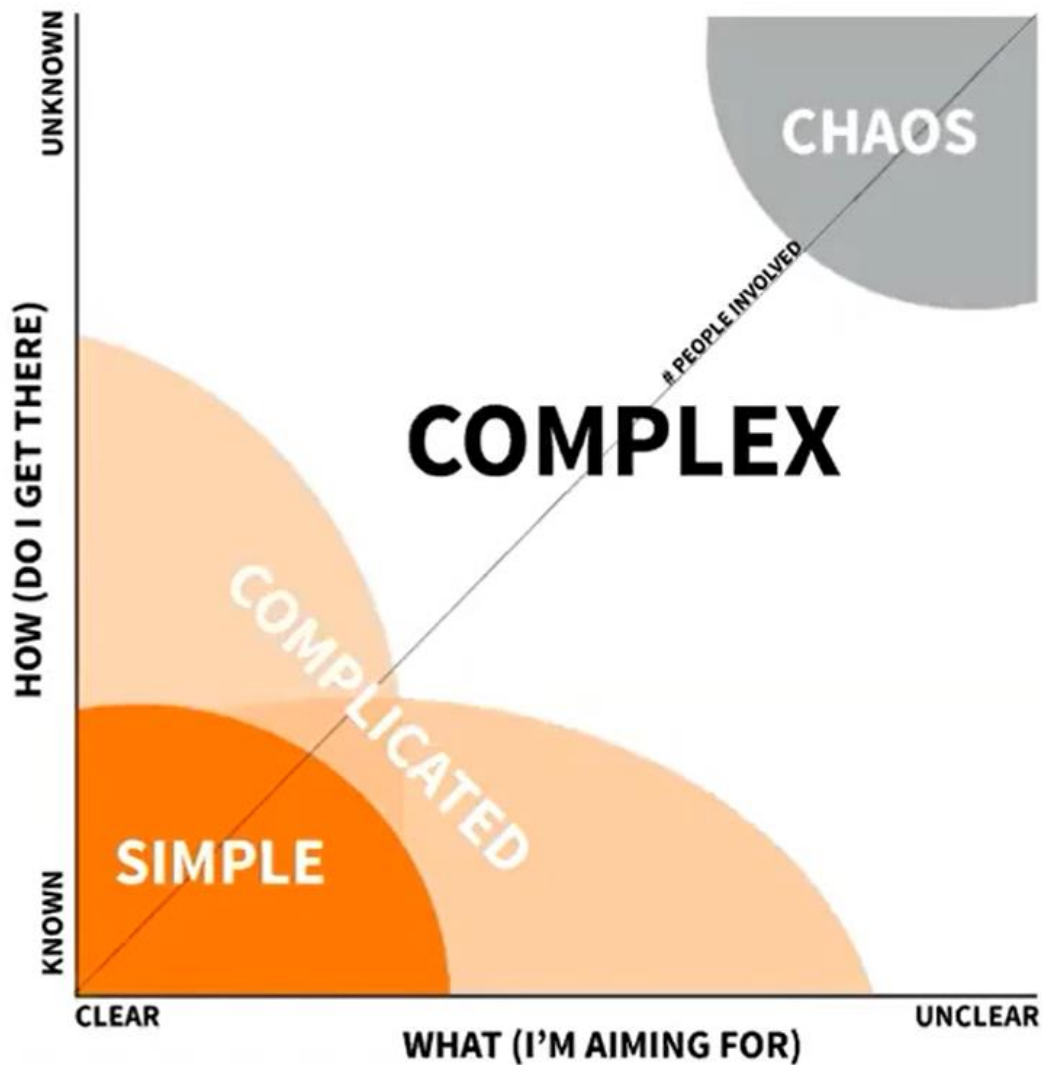 UNKNOWN
CHAOS
# PEOPLE INVOLVED
HOW (DO I GET THERE)
COMPLEX
COMPLICATED
SIMPLE
KNOWN
CLEAR
UNCLEAR
WHAT (I'M AIMING FOR)